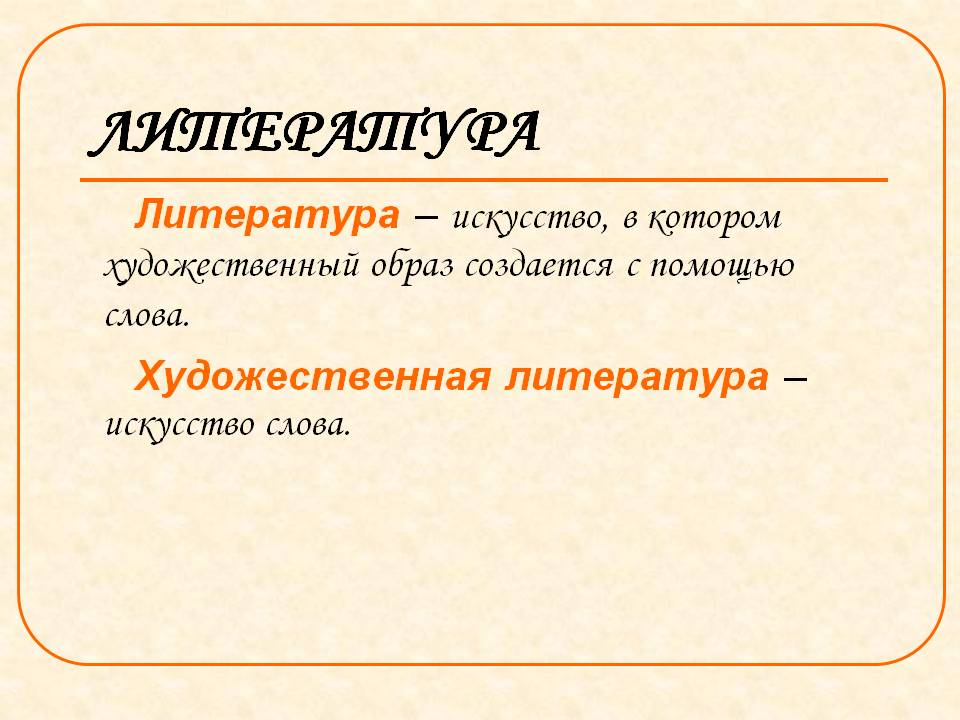 ЛИТЕРАТУРА
Литература – искусство, в котором
художественный образ создается с помощью
слова.
Художественная литература –
искусство слова.